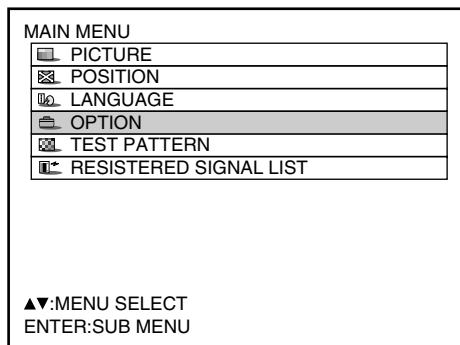 MAIN MENU
PICTURE
POSITION
LANGUAGE
OPTION
TEST PATTERN
RESISTERED SIGNAL LIST
▲▼:MENU SELECT
ENTER:SUB MENU